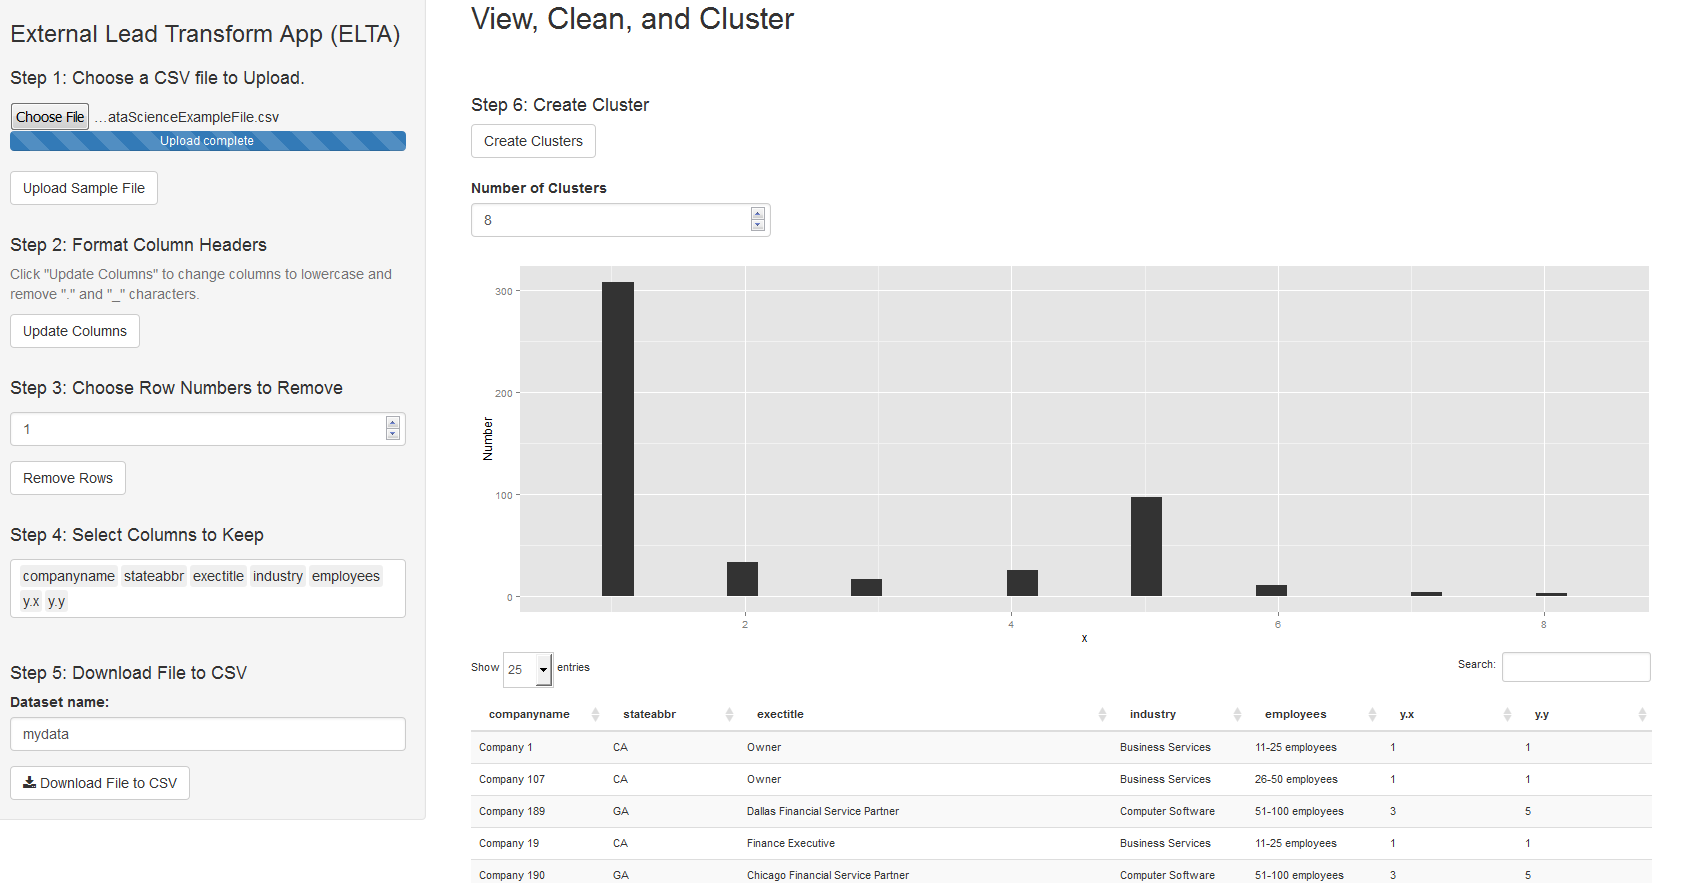 External Lead Transform App (ELTA)
Step 1: Choose a CSV file to Upload.
Choose File ...ataScienceExampleFile.csv
Upload complete
Upload Sample File
Step 2: Format Column Headers
Click "Update Columns" to change columns to lowercase and
remove "." and "_" characters.
Update Columns
Step 3: Choose Row Numbers to Remove
1
Remove Rows
Step 4: Select Columns to Keep
companyname stateabbr exectitle industry employees
y.x y.y
Step 5: Download File to CSV
Dataset name:
mydata
Download File to CSV
View, Clean, and Cluster
Step 6: Create Cluster
Create Clusters
Number of Clusters
8
300
200
100
0
Number
2 4 6 8
x
Show 25 entries
Search:
companyname stateabbr exectitle industry employees y.x y.y
Company 1 CA Owner Business Services 11-25 employees 1 1
Company 107 CA Owner Business Services 26-50 employees 1 1
Company 189 GA Dallas Financial Service Partner Computer Software 51-100 employees 3 5
Company 19 CA Finance Executive Business Services 11-25 employees 1 1
Company 190 GA Chicago Financial Service Partner Computer Software 51-100 employees 3 5